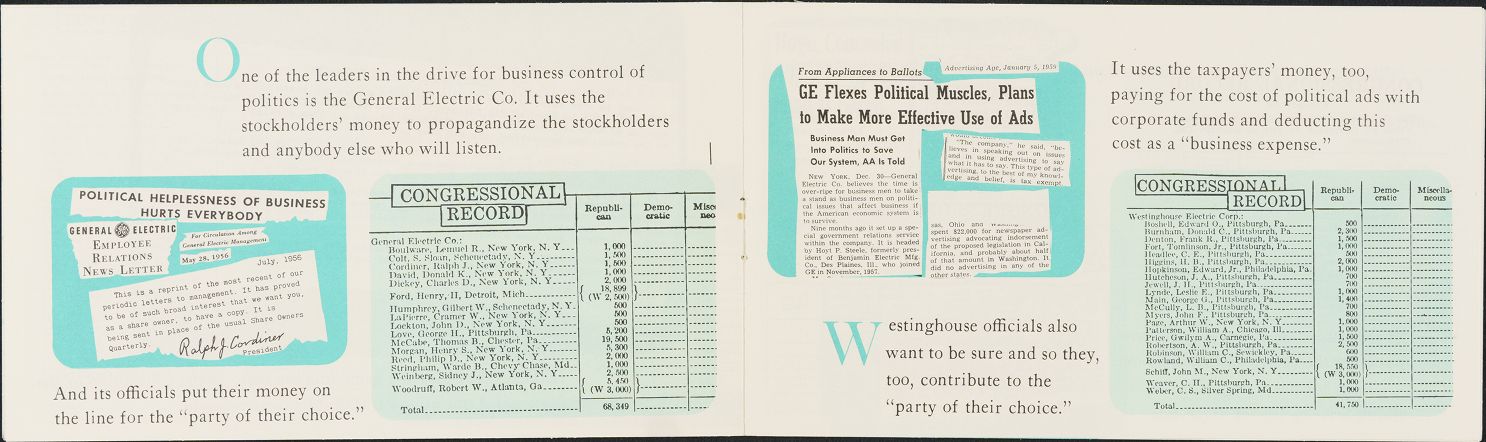 One of the leaders in the drive for business control of
politics is the General Electric Co. It uses the
stockholders' money to propagandize the stockholders
and anybody else who will listen.
POLITICAL HELPLESSNESS OF BUSINESS
HURTS EVERYBODY
GENERAL ELECTRIC
EMPLOYEE
RELATIONS
NEWS LETTER
For Circulation Among
General Electric Management
May 28, 1956
July, 1956
This is a reprint of the most recent of our
periodic letters to management. It has proved
to be of such broad interest that we want you,
as a share owner, to have a copy. It is
being sent in place of the usual Share Owners
Quarterly.
Ralph J. Cordiner
President
And its officials put their money on
the line for the "party of their choice."
CONGRESSIONAL
RECORD
Republi-can
Demo-cratic
Misce
neo
General Electric Co.:
Boulware, Lemuel R., New York, N. Y. 1,000
Colt, S. Sloan, Schenectady, N. Y. 1,500
Cordiner, Ralph J., New York, N. Y. 1,500
David, Donald K., New York, N. Y. 1,000
Dickey, Charles D., New York, N. Y. 2,000
Ford, Henry, II, Detroit, Mich. { 18,899 (W 2,500) }
Humphrey, Gilbert W., Schenectady, N. Y. 500
LaPierre, Cramer W., New York, N. Y. 500
Lockton, John D., New York, N. Y. 500
Love, George H., Pittsburgh, Pa. 5,200
McCabe, Thomas B., Chester, Pa. 19,500
Morgan, Henry S., New York, N. Y. 5,300
Reed, Philip D., New York, N. Y. 2,000
Stringham, Warde B., Chevy Chase, Md. 1,000
Weinberg, Sidney J., New York, N. Y. 2,500
Woodruff, Robert W., Atlanta, Ga. { 5,450 (W 3,000) }
Total 68,349
From Appliances to Ballots
Advertising Age, January 5, 1959
GE Flexes Political Muscles, Plans
to Make More Effective Use of Ads
Business Man Must Get
Into Politics to Save
Our System, AA Is Told
NEW YORK, Dec. 30—General
Electric Co. believes the time is
over-ripe for business men to take
a stand as business men on politi-
cal issues that affect business if
the American economic system is
to survive.
Nine months ago it set up a spe-
cial government relations service
within the company. It is headed
by Hoyt P. Steele, formerly pres-
ident of Benjamin Electric Mfg.
Co., Des Plaines, Ill., who joined
GE in November, 1957.
"The company," he said, "be-
lieves in speaking out on issues
and in using advertising to say
what it has to say. This type of ad-
vertising, to the best of my knowl-
edge and belief, is tax exempt
sas, Ohio and
spent $22,000 for newspaper ad-
vertising advocating indorsement
of the proposed legislation in Cal-
ifornia, and probably about half
of that amount in Washington. It
did no advertising in any of the
other states.
It uses the taxpayers' money, too,
paying for the cost of political ads with
corporate funds and deducting this
cost as a "business expense."
Westinghouse officials also
want to be sure and so they,
too, contribute to the
"party of their choice."
CONGRESSIONAL
RECORD
Republi-can
Demo-cratic
Miscella-neous
Westinghouse Electric Corp.:
Boshell, Edward O., Pittsburgh, Pa. 500
Burnham, Donald C., Pittsburgh, Pa. 2,300
Denton, Frank R., Pittsburgh, Pa. 1,500
Fort, Tomlinson, Jr., Pittsburgh, Pa. 1,000
Headlee, C. E., Pittsburgh, Pa. 500
Higgins, H. B., Pittsburgh, Pa. 2,000
Hopkinson, Edward, Jr., Philadelphia, Pa. 1,000
Hutcheson, J. A., Pittsburgh, Pa. 700
Jewell, J. H., Pittsburgh, Pa. 700
Lynde, Leslie E., Pittsburgh, Pa. 1,000
Main, George G., Pittsburgh, Pa. 1,400
McCully, L. B., Pittsburgh, Pa. 700
Myers, John F., Pittsburgh, Pa. 800
Page, Arthur W., New York, N. Y. 1,000
Patterson, William A., Chicago, Ill. 1,000
Price, Gwilym A., Carnegie, Pa. 1,500
Robertson, A. W., Pittsburgh, Pa. 2,500
Robinson, William C., Sewickley, Pa. 600
Rowland, William C., Philadelphia, Pa. 500
Schiff, John M., New York, N. Y. { 18,550 (W 3,000) }
Weaver, C. H., Pittsburgh, Pa. 1,000
Weber, C. S., Silver Spring, Md. 1,000
Total 41,750